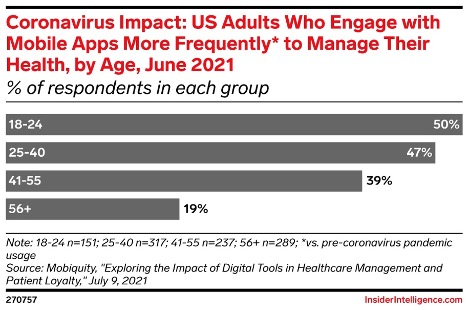 Coronavirus Impact: US Adults Who Engage with
Mobile Apps More Frequently* to Manage Their
Health, by Age, June 2021
% of respondents in each group
18-24 50%
25-40 47%
41-55 39%
56+ 19%
Note: 18-24 n=151; 25-40 n=317; 41-55 n=237; 56+ n=289; *vs. pre-coronavirus pandemic
usage
Source: Mobiquity, "Exploring the Impact of Digital Tools in Healthcare Management and
Patient Loyalty," July 9, 2021
270757 InsiderIntelligence.com